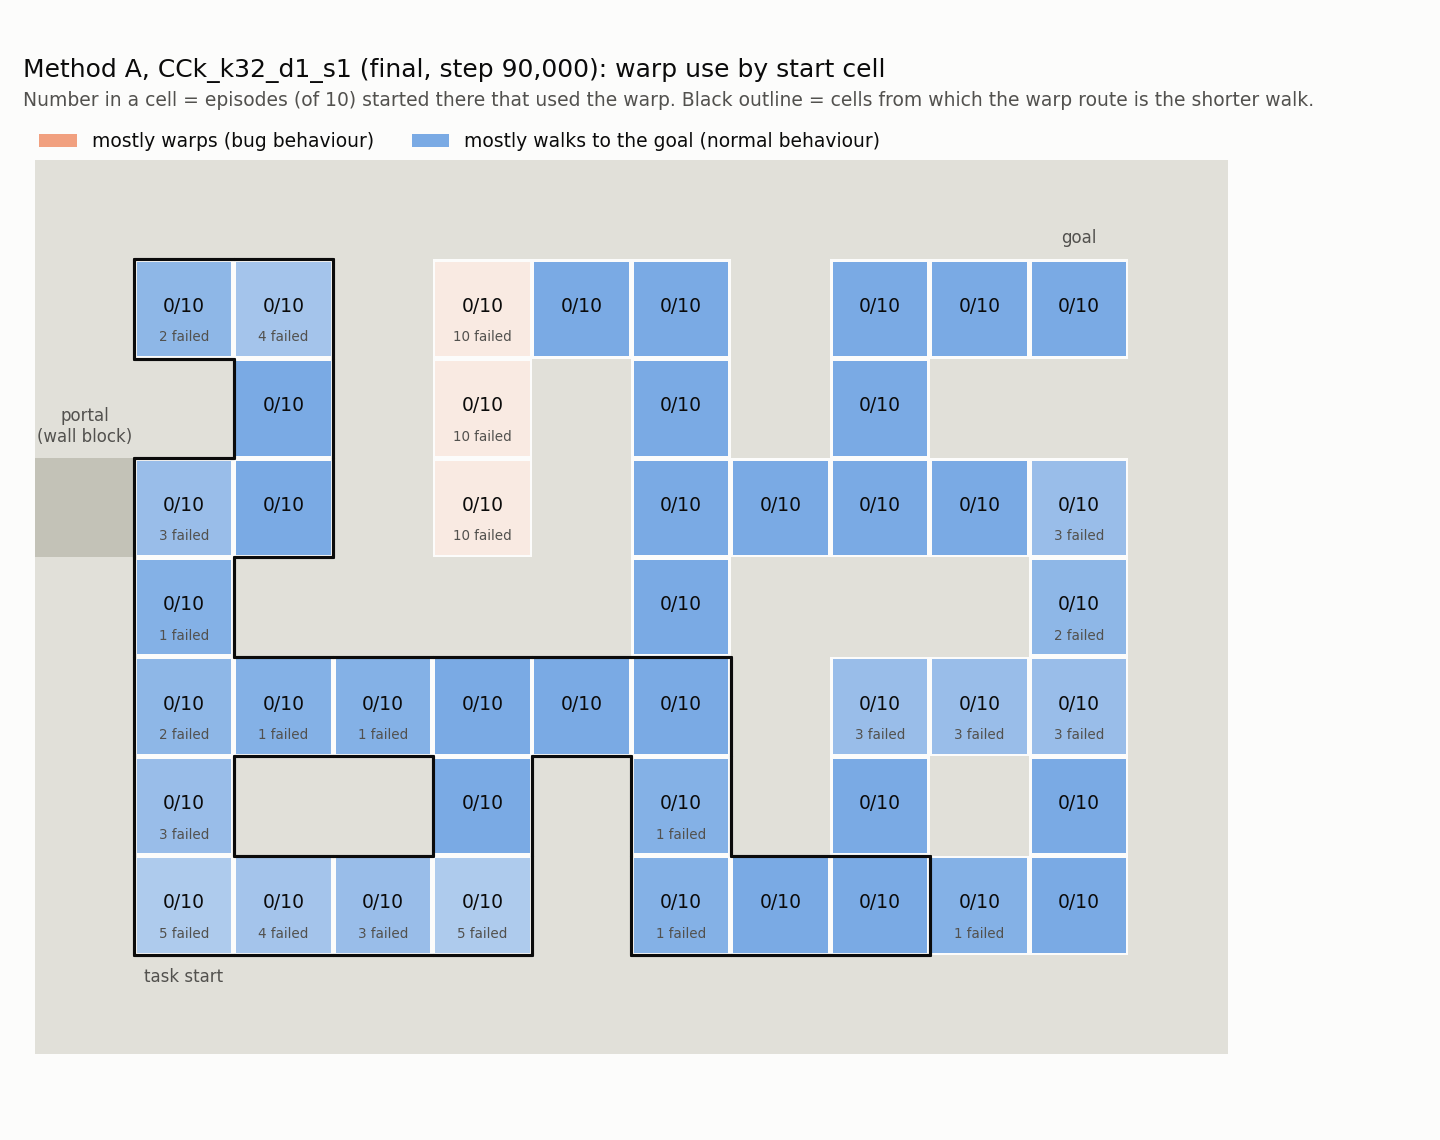 Method A, CCk_k32_d1_s1 (final, step 90,000): warp use by start cell
Number in a cell = episodes (of 10) started there that used the warp. Black outline = cells from which the warp route is the shorter walk.
mostly warps (bug behaviour) mostly walks to the goal (normal behaviour)
goal
0/10 0/10 0/10 0/10 0/10 0/10 0/10 0/10
2 failed 4 failed 10 failed
0/10 0/10 0/10 0/10
portal
(wall block)
10 failed
0/10 0/10 0/10 0/10 0/10 0/10 0/10 0/10
3 failed 10 failed 3 failed
0/10 0/10 0/10
1 failed 2 failed
0/10 0/10 0/10 0/10 0/10 0/10 0/10 0/10 0/10
2 failed 1 failed 1 failed 3 failed 3 failed 3 failed
0/10 0/10 0/10 0/10 0/10
3 failed 1 failed
0/10 0/10 0/10 0/10 0/10 0/10 0/10 0/10 0/10
5 failed 4 failed 3 failed 5 failed 1 failed 1 failed
task start